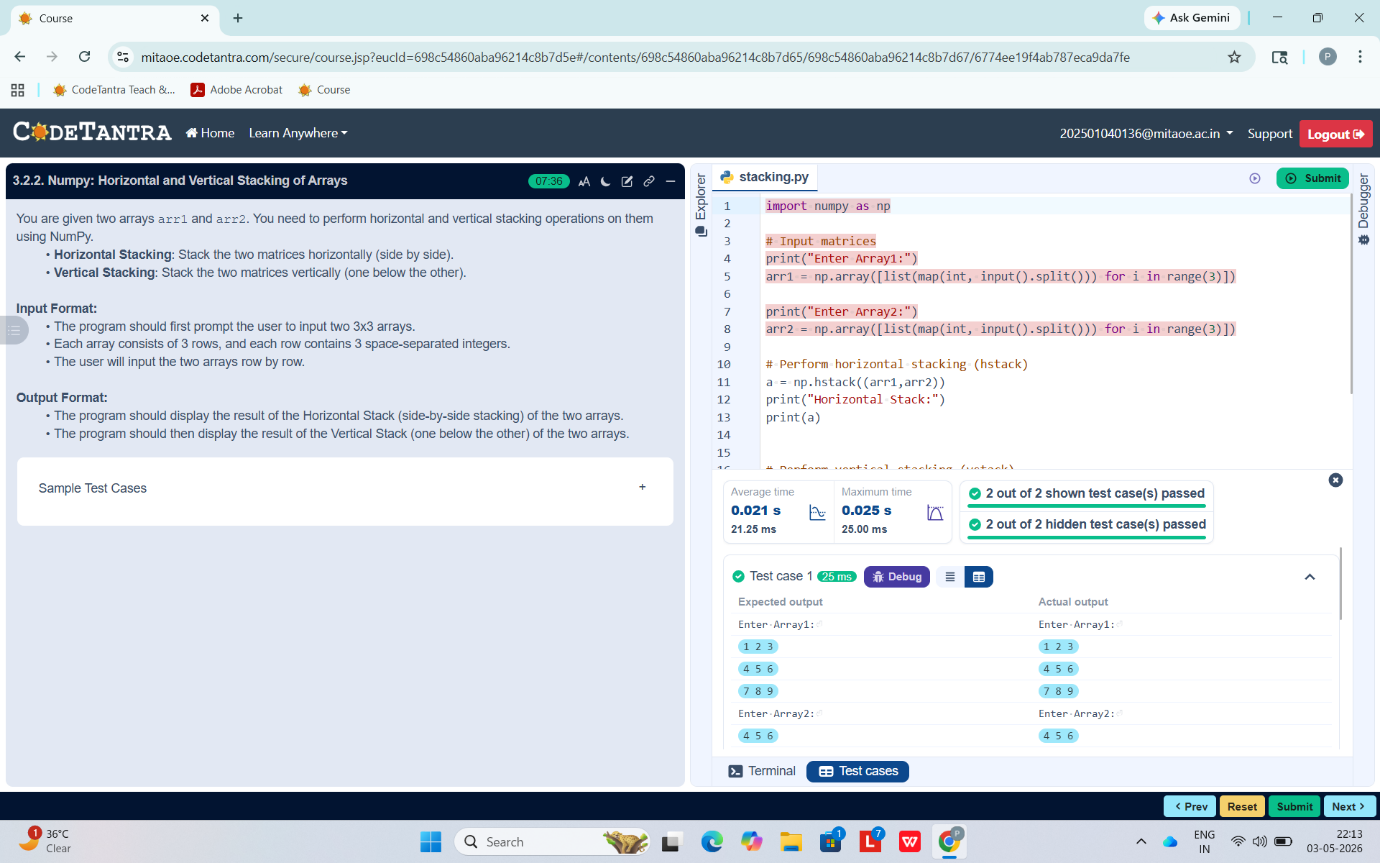 Course
Ask Gemini
mitaoe.codetantra.com/secure/course.jsp?eucId=698c54860aba96214c8b7d5e#/contents/698c54860aba96214c8b7d65/698c54860aba96214c8b7d67/6774ee19f4ab787eca9da7fe
P
CodeTantra Teach &...
Adobe Acrobat
Course
CODETANTRA
Home
Learn Anywhere
202501040136@mitaoe.ac.in
Support
Logout
3.2.2. Numpy: Horizontal and Vertical Stacking of Arrays
07:36
AA
You are given two arrays arr1 and arr2. You need to perform horizontal and vertical stacking operations on them
using NumPy.
• Horizontal Stacking: Stack the two matrices horizontally (side by side).
• Vertical Stacking: Stack the two matrices vertically (one below the other).
Input Format:
• The program should first prompt the user to input two 3x3 arrays.
• Each array consists of 3 rows, and each row contains 3 space-separated integers.
• The user will input the two arrays row by row.
Output Format:
• The program should display the result of the Horizontal Stack (side-by-side stacking) of the two arrays.
• The program should then display the result of the Vertical Stack (one below the other) of the two arrays.
Sample Test Cases
+
Explorer
stacking.py
Submit
Debugger
1 import numpy as np
2
3 # Input matrices
4 print("Enter Array1:")
5 arr1 = np.array([list(map(int, input().split())) for i in range(3)])
6
7 print("Enter Array2:")
8 arr2 = np.array([list(map(int, input().split())) for i in range(3)])
9
10 # Perform horizontal stacking (hstack)
11 a = np.hstack((arr1,arr2))
12 print("Horizontal Stack:")
13 print(a)
14
15
16 # Perform vertical stacking (vstack)
Average time
0.021 s
21.25 ms
Maximum time
0.025 s
25.00 ms
2 out of 2 shown test case(s) passed
2 out of 2 hidden test case(s) passed
Test case 1
25 ms
Debug
Expected output
Actual output
Enter·Array1:
Enter·Array1:
1 2 3
1 2 3
4 5 6
4 5 6
7 8 9
7 8 9
Enter·Array2:
Enter·Array2:
4 5 6
4 5 6
Terminal
Test cases
< Prev
Reset
Submit
Next >
1
36°C
Clear
Search
1
L
7
W
P
ENG
IN
22:13
03-05-2026